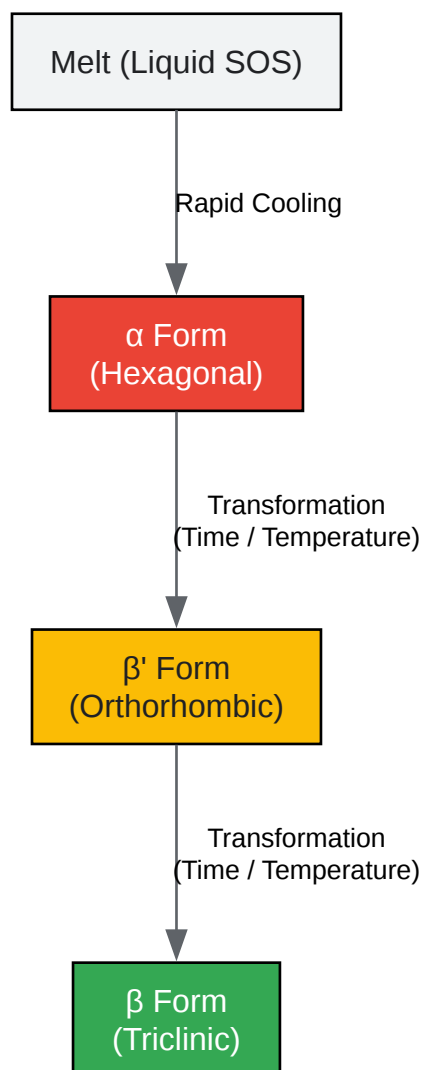 Melt (Liquid SOS)
Rapid Cooling
α Form
(Hexagonal)
Transformation
(Time / Temperature)
β' Form
(Orthorhombic)
Transformation
(Time / Temperature)
β Form
(Triclinic)